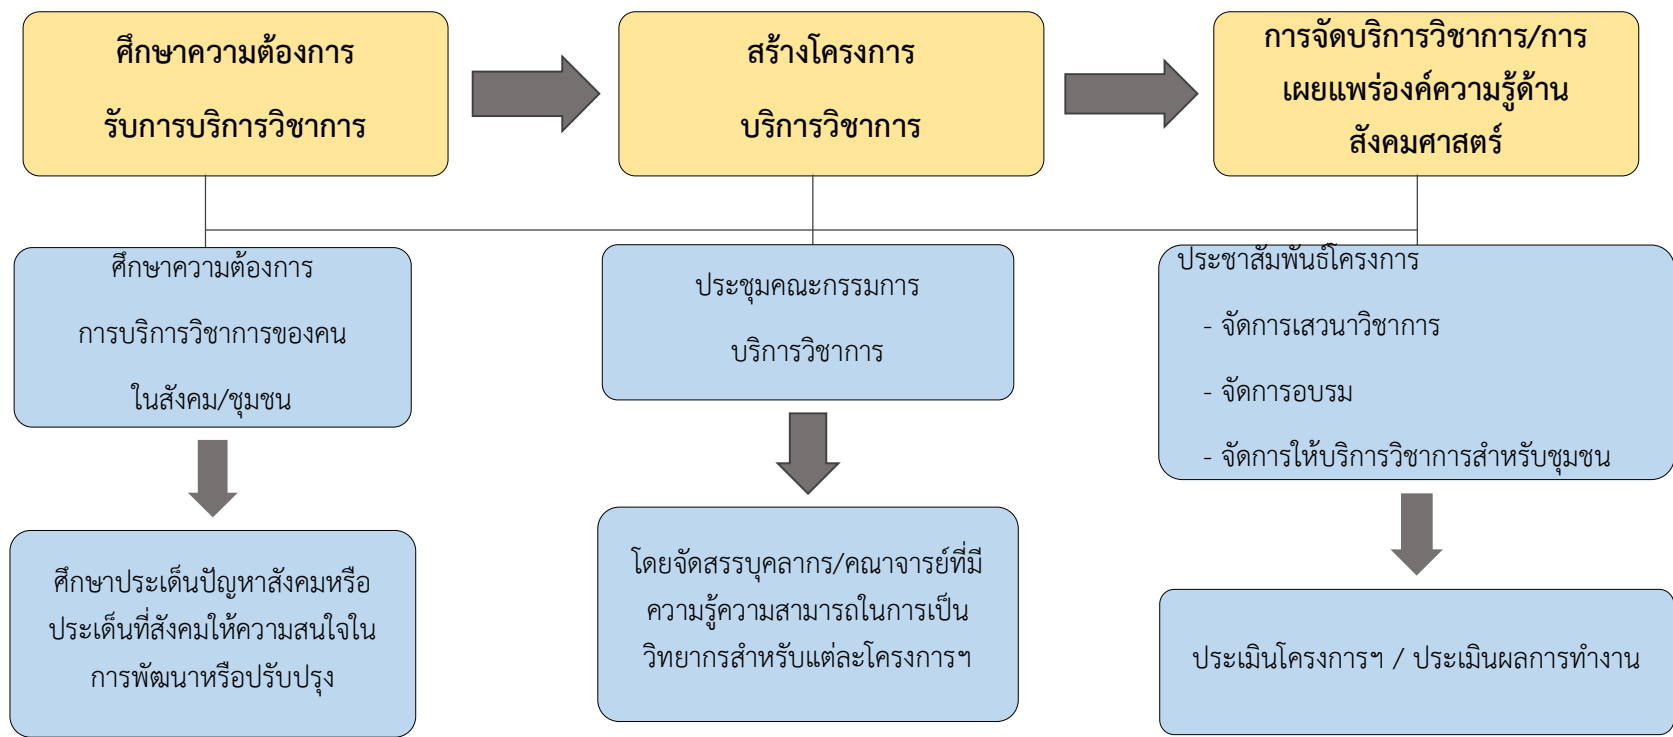 ศึกษาความต้องการ
รับการบริการวิชาการ
สร้างโครงการ
บริการวิชาการ
การจัดบริการวิชาการ/การ
เผยแพร่องค์ความรู้ด้าน
สังคมศาสตร์
ศึกษาความต้องการ
การบริการวิชาการของคน
ในสังคม/ชุมชน
ประชุมคณะกรรมการ
บริการวิชาการ
ประชาสัมพันธ์โครงการ
- จัดการเสวนาวิชาการ
- จัดการอบรม
- จัดการให้บริการวิชาการสำหรับชุมชน
ศึกษาประเด็นปัญหาสังคมหรือ
ประเด็นที่สังคมให้ความสนใจใน
การพัฒนาหรือปรับปรุง
โดยจัดสรรบุคลากร/คณาจารย์ที่มี
ความรู้ความสามารถในการเป็น
วิทยากรสำหรับแต่ละโครงการฯ
ประเมินโครงการฯ / ประเมินผลการทำงาน